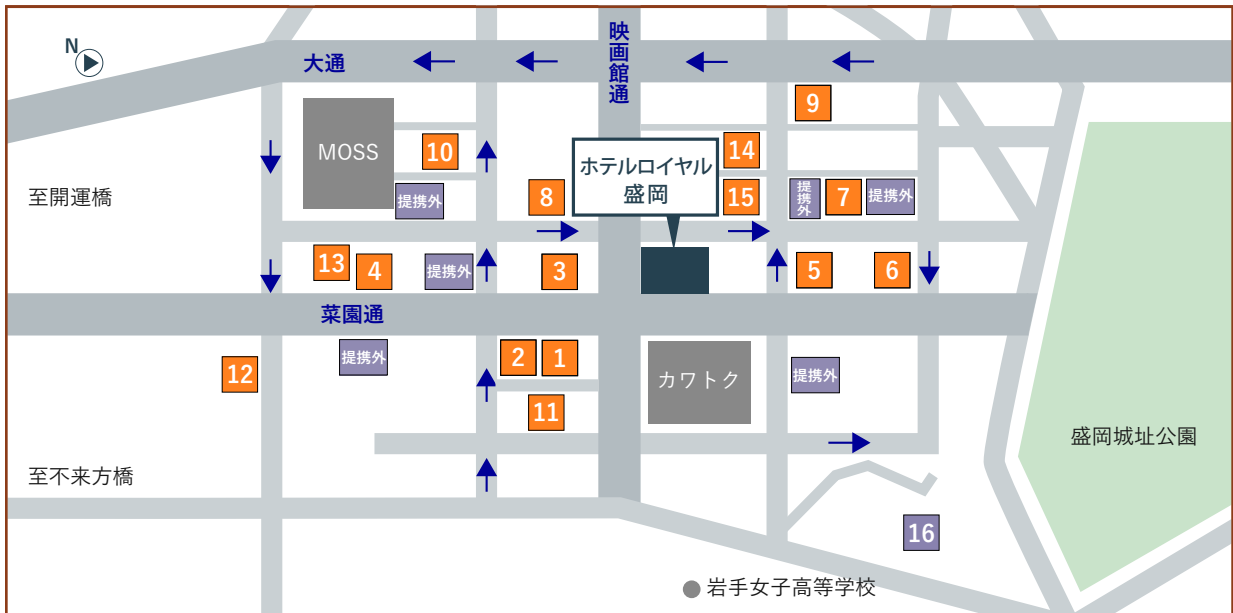 N
大通
映画館通
9
MOSS
10
14
ホテルロイヤル
盛岡
至開運橋
提携外
8
15
提携外
7
提携外
13
4
提携外
3
5
6
菜園通
12
提携外
2
1
カワトク
提携外
11
盛岡城址公園
至不来方橋
16
岩手女子高等学校